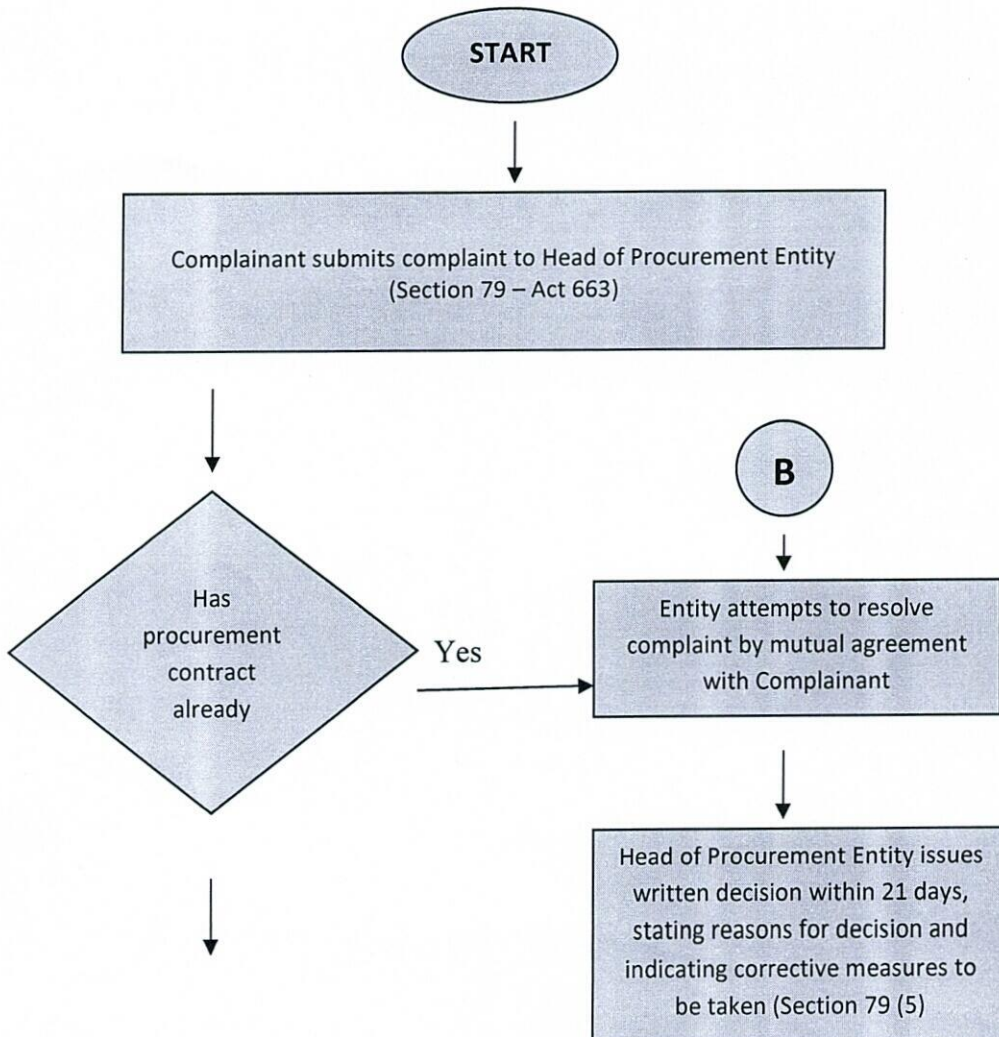 START
Complainant submits complaint to Head of Procurement Entity
(Section 79 – Act 663)
B
Has
procurement
contract
already
Yes
Entity attempts to resolve
complaint by mutual agreement
with Complainant
Head of Procurement Entity issues
written decision within 21 days,
stating reasons for decision and
indicating corrective measures to
be taken (Section 79 (5)